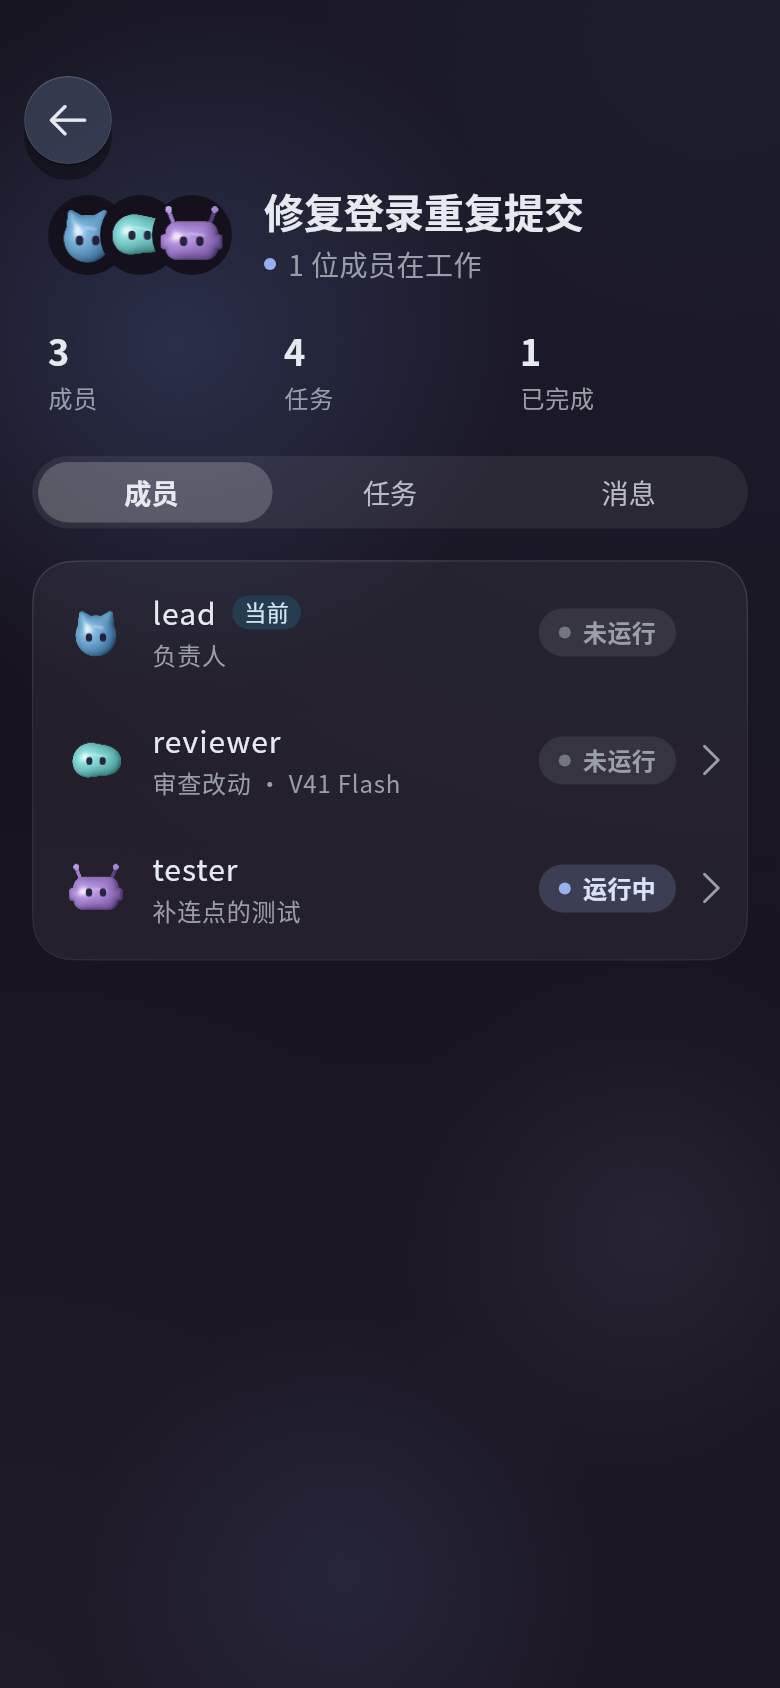 修复登录重复提交
1 位成员在工作
3
成员
4
任务
1
已完成
成员
任务
消息
lead 当前
负责人
未运行
reviewer
审查改动 · V41 Flash
未运行
tester
补连点的测试
运行中